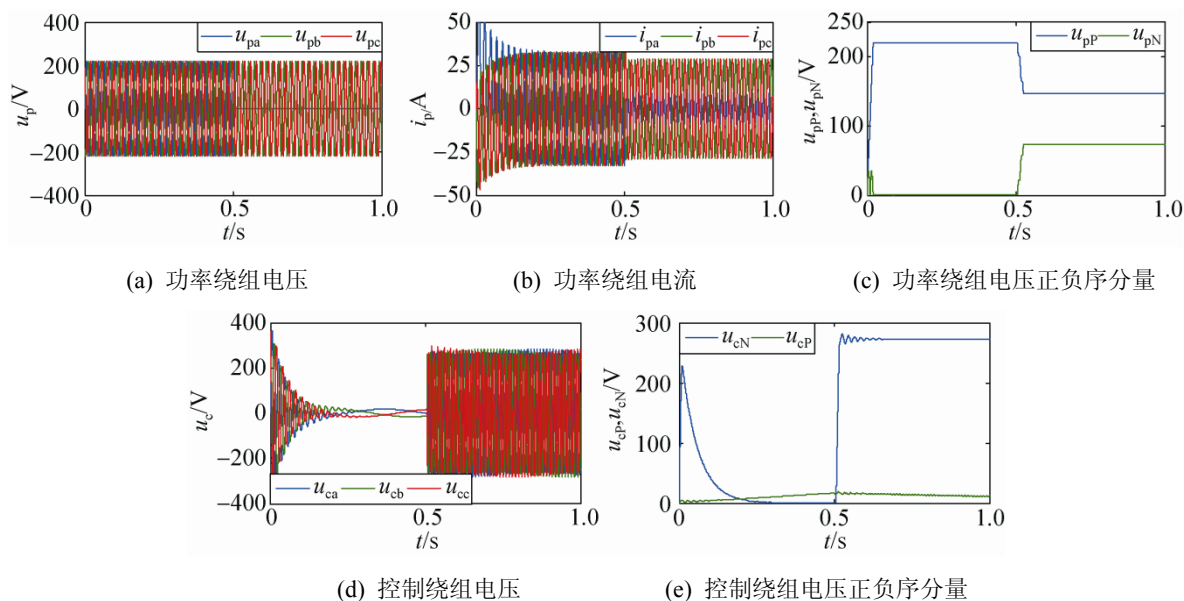 400
200
0
−200
−400
u_p/V
u_pa u_pb u_pc
0 0.5 1.0
t/s
(a) 功率绕组电压
50
25
0
−25
50
i_p/A
i_pa i_pb i_pc
0 0.5 1.0
t/s
(b) 功率绕组电流
250
200
100
0
u_pP,u_pN/V
u_pP u_pN
0 0.5 1.0
t/s
(c) 功率绕组电压正负序分量
400
200
0
−200
−400
u_c/V
u_ca u_cb u_cc
0 0.5 1.0
t/s
(d) 控制绕组电压
300
200
100
0
u_cP,u_cN/V
u_cN u_cP
0 0.5 1.0
t/s
(e) 控制绕组电压正负序分量